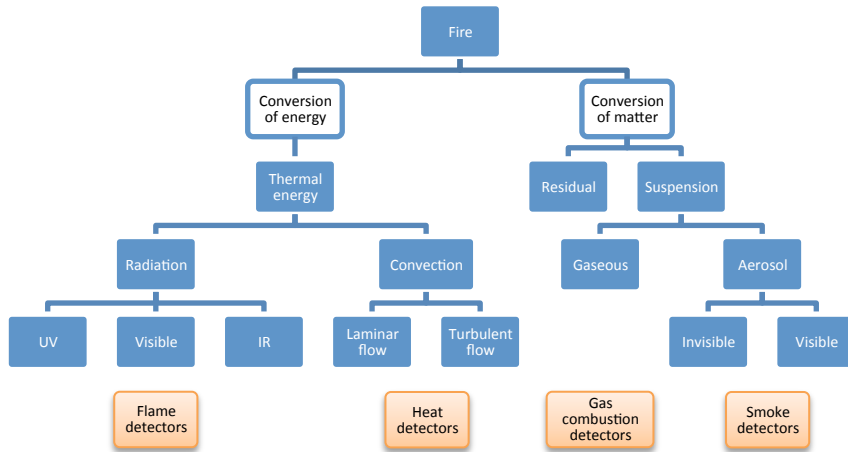 Fire
Conversion
of energy
Conversion
of matter
Thermal
energy
Residual
Suspension
Radiation
Convection
Gaseous
Aerosol
UV
Visible
IR
Laminar
flow
Turbulent
flow
Invisible
Visible
Flame
detectors
Heat
detectors
Gas
combustion
detectors
Smoke
detectors